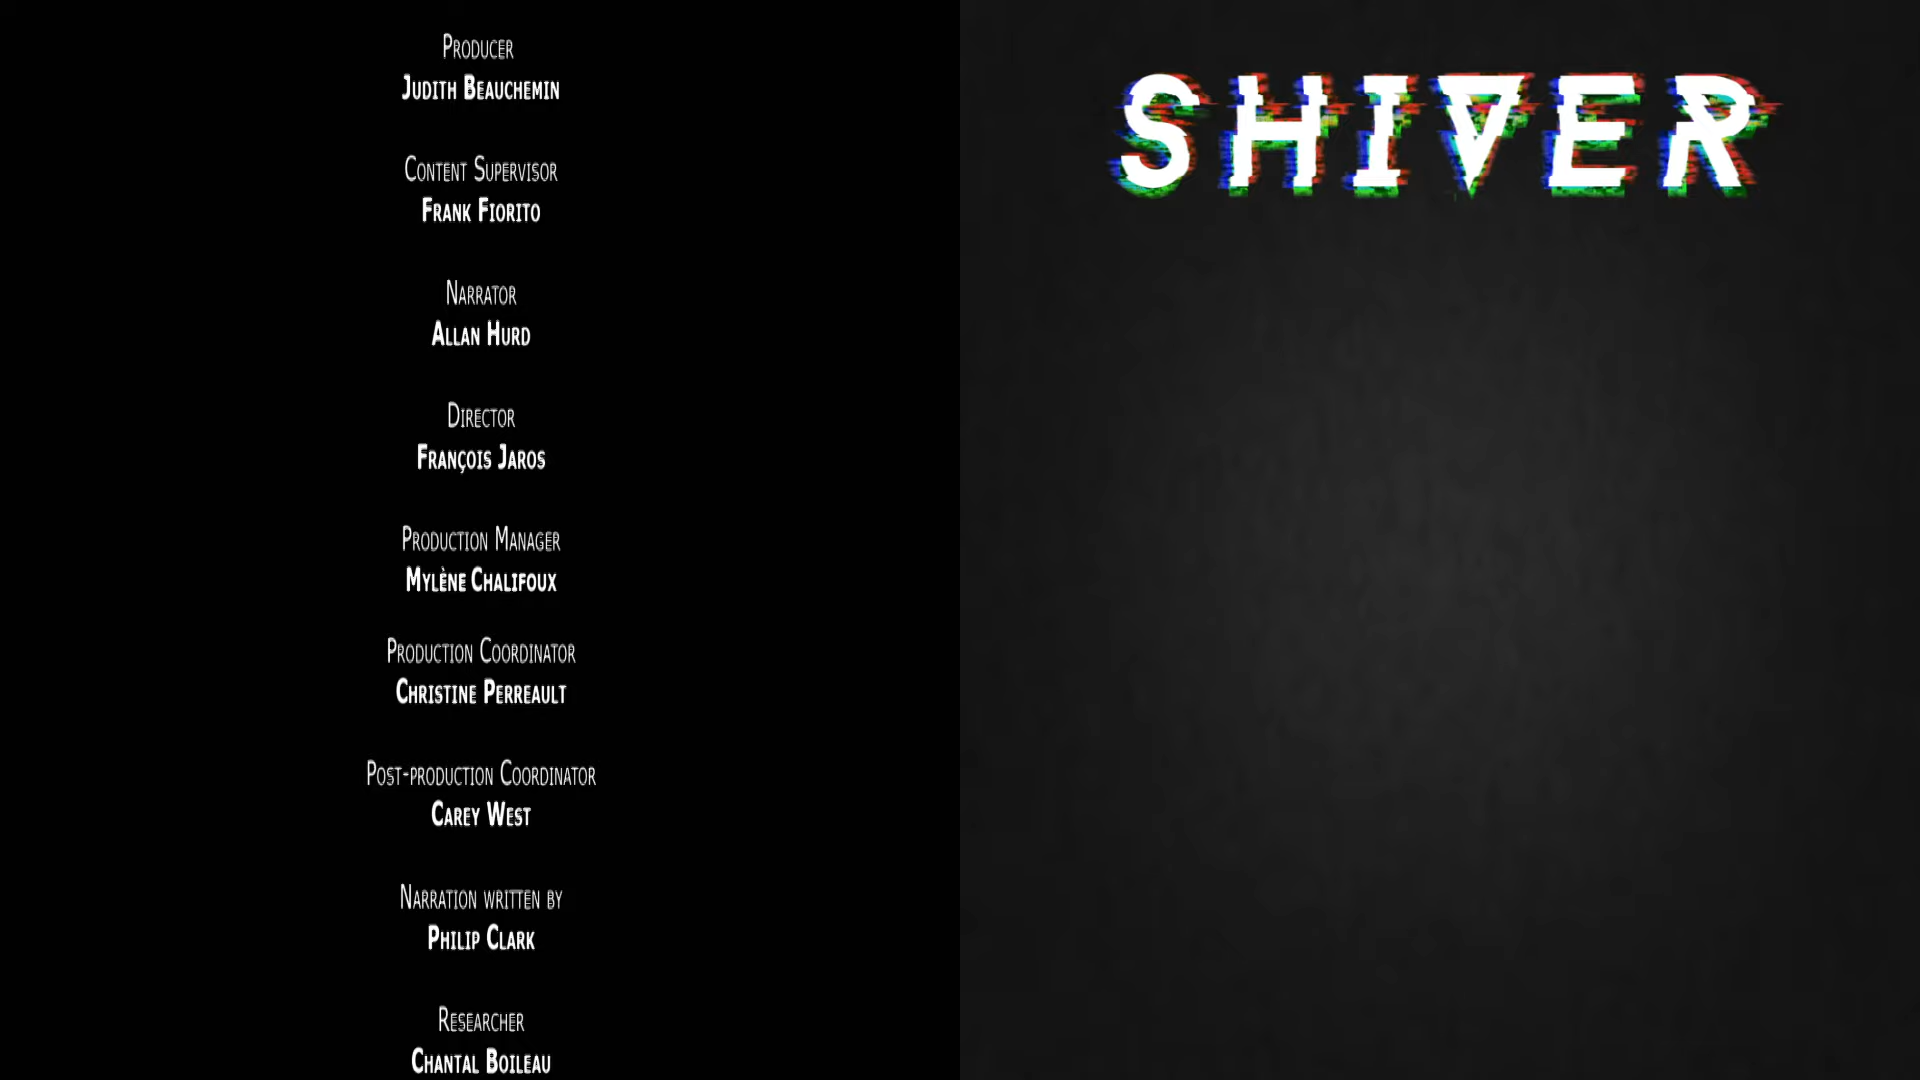 Producer
Judith Beauchemin
Content Supervisor
Frank Fiorito
Narrator
Allan Hurd
Director
François Jaros
Production Manager
Mylène Chalifoux
Production Coordinator
Christine Perreault
Post-production Coordinator
Carey West
Narration written by
Philip Clark
Researcher
Chantal Boileau
SHIVER